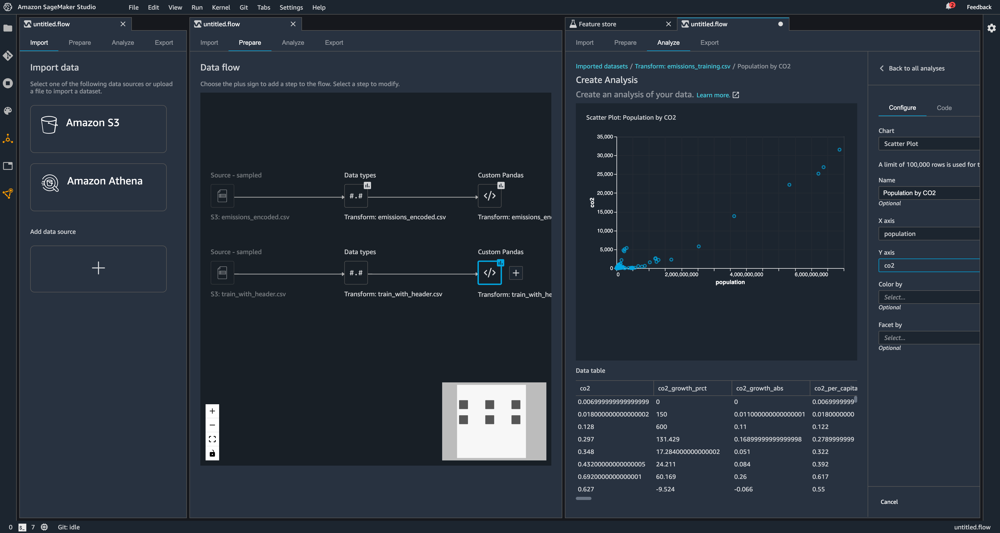 Amazon SageMaker Studio
File Edit View Run Kernel Git Tabs Settings Help
2
Feedback
untitled.flow
Import Prepare Analyze Export
Import data
Select one of the following data sources or upload
a file to import a dataset.
Amazon S3
Amazon Athena
Add data source
untitled.flow
Import Prepare Analyze Export
Data flow
Choose the plus sign to add a step to the flow. Select a step to modify.
Source - sampled Data types Custom Pandas
#.# </>
S3: emissions_encoded.csv Transform: emissions_encoded.csv Transform: emissions_en
Source - sampled Data types Custom Pandas
#.# </>
S3: train_with_header.csv Transform: train_with_header.csv Transform: train_with_he
Feature store untitled.flow
Import Prepare Analyze Export
Imported datasets / Transform: emissions_training.csv / Population by CO2
Create Analysis
Create an analysis of your data. Learn more.
Scatter Plot: Population by CO2
35,000
30,000
25,000
20,000
15,000
10,000
5,000
0
co2
0 2,000,000,000 4,000,000,000 6,000,000,000
population
Data table
co2 co2_growth_prct co2_growth_abs co2_per_capita
0.006999999999999999 0 0 0.0069999999
0.018000000000000002 150 0.011000000000000001 0.0180000000
0.128 600 0.11 0.122
0.297 131.429 0.16899999999999998 0.2789999999
0.348 17.284000000000002 0.051 0.322
0.43200000000000005 24.211 0.084 0.392
0.6920000000000001 60.169 0.26 0.617
0.627 -9.524 -0.066 0.55
Back to all analyses
Configure Code
Chart
Scatter Plot
A limit of 100,000 rows is used for t
Name
Population by CO2
Optional
X axis
population
Y axis
co2
Color by
Select...
Optional
Facet by
Select...
Optional
Cancel
0 $_ 7 Git: idle
untitled.flow